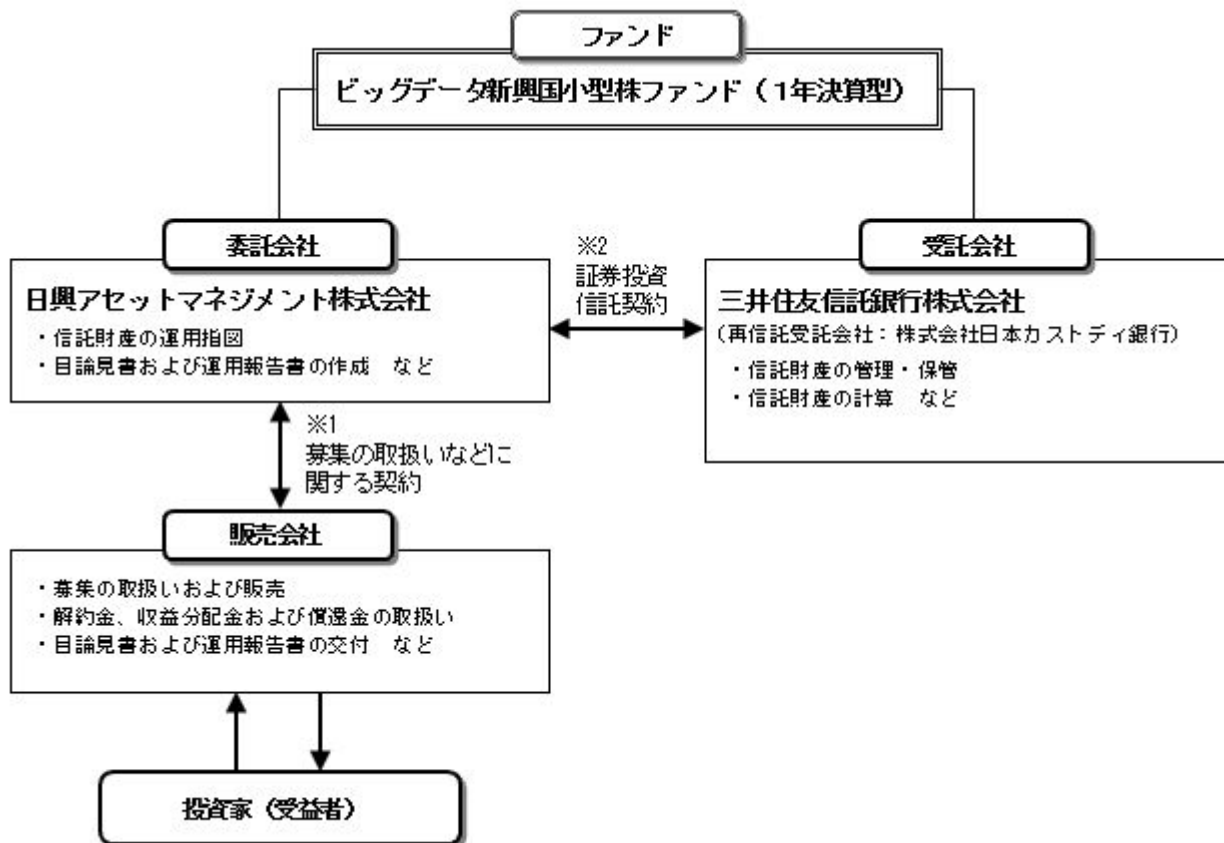 ファンド
ビッグデータ新興国小型株ファンド（１年決算型）
委託会社
日興アセットマネジメント株式会社
・信託財産の運用指図
・目論見書および運用報告書の作成　など
※2
証券投資
信託契約
受託会社
三井住友信託銀行株式会社
（再信託受託会社：株式会社日本カストディ銀行）
・信託財産の管理・保管
・信託財産の計算　など
※1
募集の取扱いなどに
関する契約
販売会社
・募集の取扱いおよび販売
・解約金、収益分配金および償還金の取扱い
・目論見書および運用報告書の交付　など
投資家（受益者）